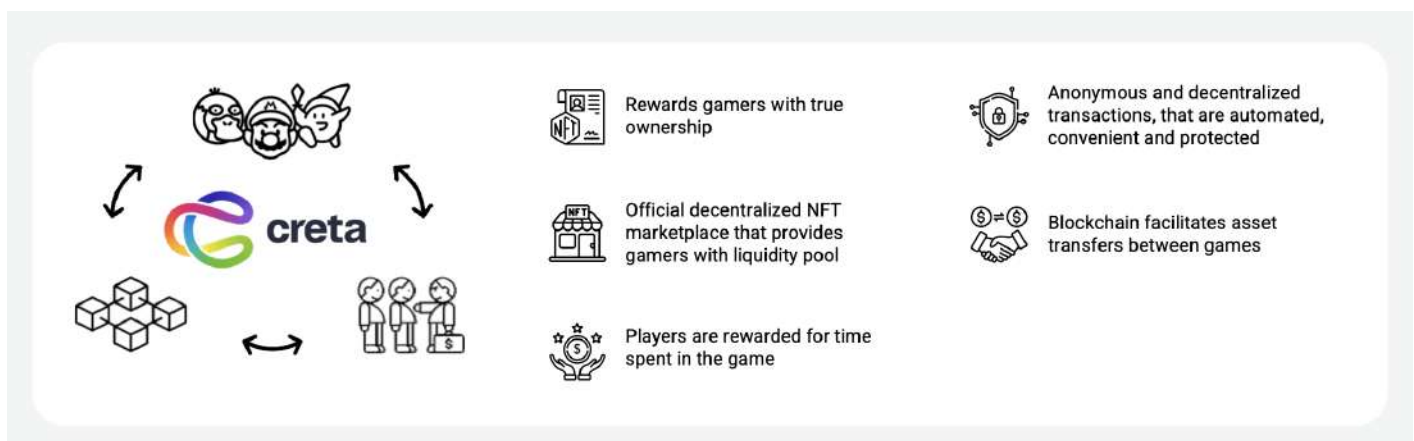 creta
NFT
Rewards gamers with true
ownership
NFT
Official decentralized NFT
marketplace that provides
gamers with liquidity pool
Players are rewarded for time
spent in the game
Anonymous and decentralized
transactions, that are automated,
convenient and protected
Blockchain facilitates asset
transfers between games